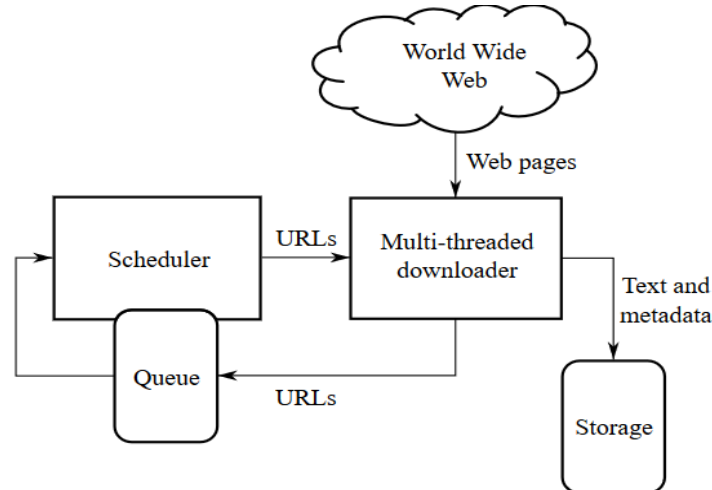 World Wide
Web
Web pages
Scheduler
URLs
Multi-threaded
downloader
Text and
metadata
Queue
URLs
Storage